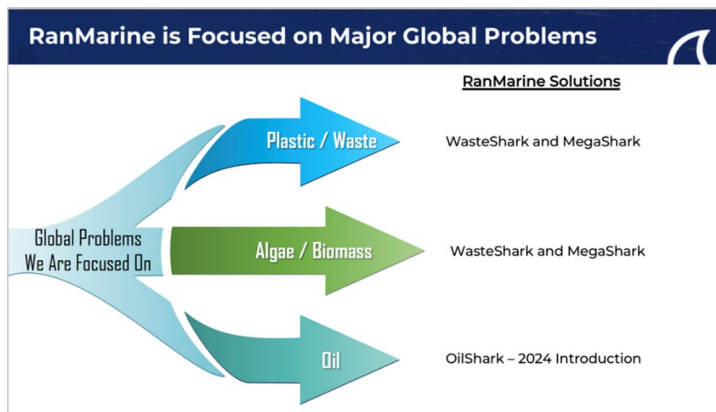 RanMarine is Focused on Major Global Problems
RanMarine Solutions
Plastic / Waste
WasteShark and MegaShark
Global Problems
We Are Focused On
Algae / Biomass
WasteShark and MegaShark
Oil
OilShark – 2024 Introduction